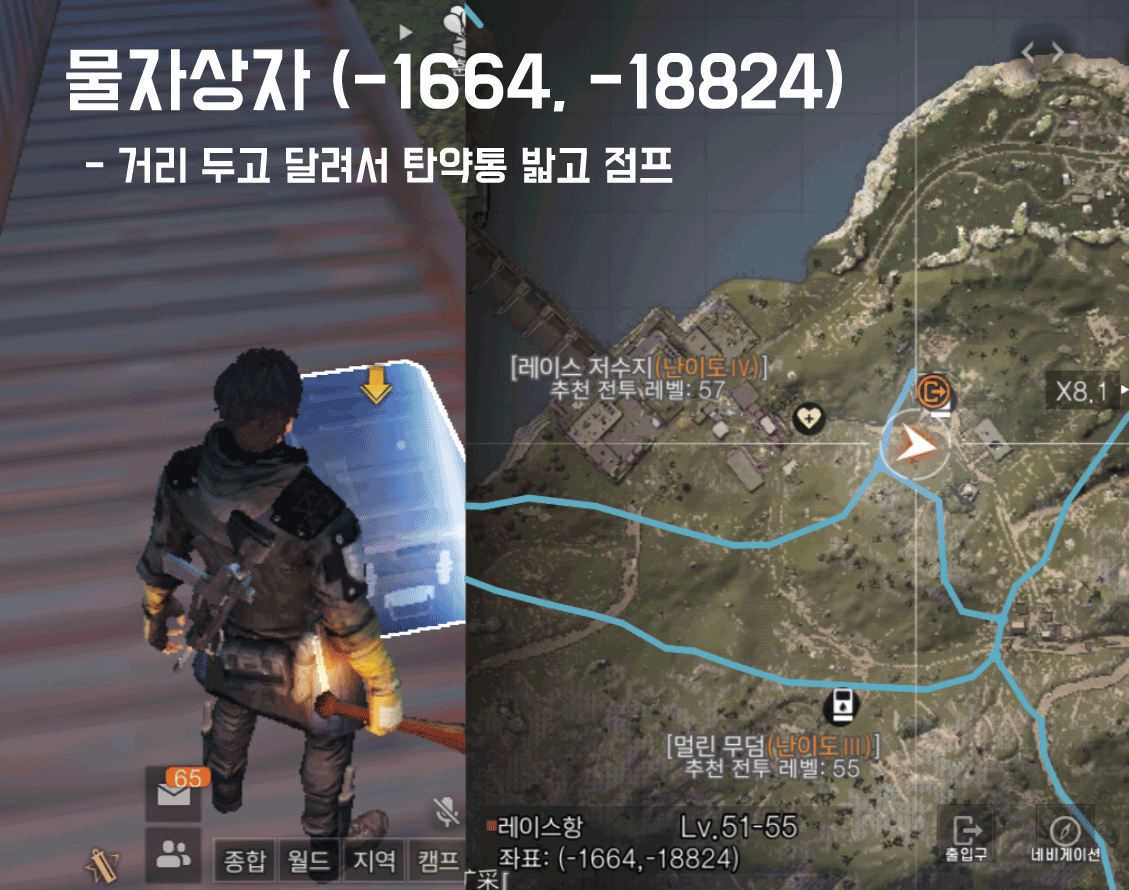 물자상자 (-1664, -18824)
- 거리 두고 달려서 탄약통 밟고 점프
[레이스 저수지(난이도IV)]
추천 전투 레벨: 57
X8.1
[멀린 무덤(난이도III)]
추천 전투 레벨: 55
65
레이스항 Lv.51-55
좌표: (-1664,-18824)
출입구
네비게이션
종합
월드
지역
캠프